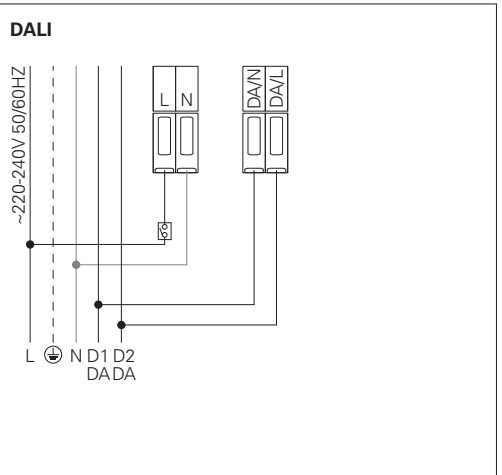 DALI
~220-240V 50/60HZ
L N
DA/N
DA/L
L N D1 D2
DA DA